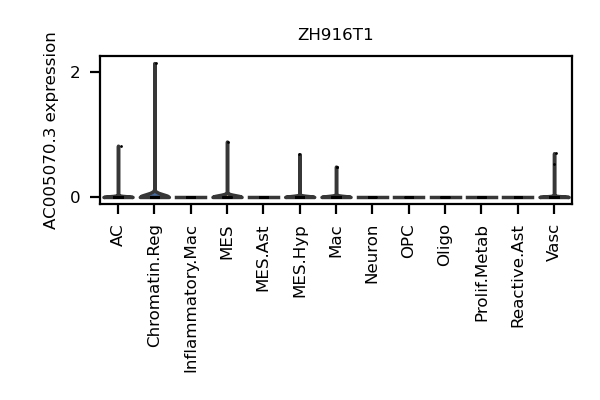 ZH916T1
AC005070.3 expression
2
0
AC
Chromatin.Reg
Inflammatory.Mac
MES
MES.Ast
MES.Hyp
Mac
Neuron
OPC
Oligo
Prolif.Metab
Reactive.Ast
Vasc